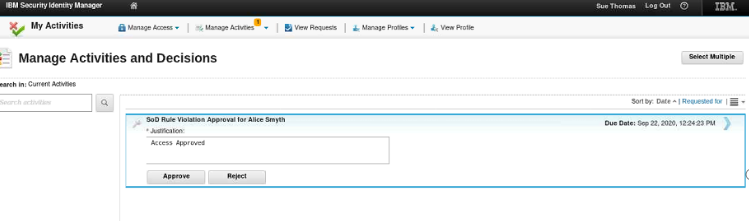 IBM Security Identity Manager
Sue Thomas Log Out ? IBM.
My Activities Manage Access Manage Activities 1 View Requests Manage Profiles View Profile
Manage Activities and Decisions
Select Multiple
earch in: Current Activities
Search activities
Sort by: Date | Requested for |
SoD Rule Violation Approval for Alice Smyth
Due Date: Sep 22, 2020, 12:24:23 PM
* Justification:
Access Approved
Approve Reject